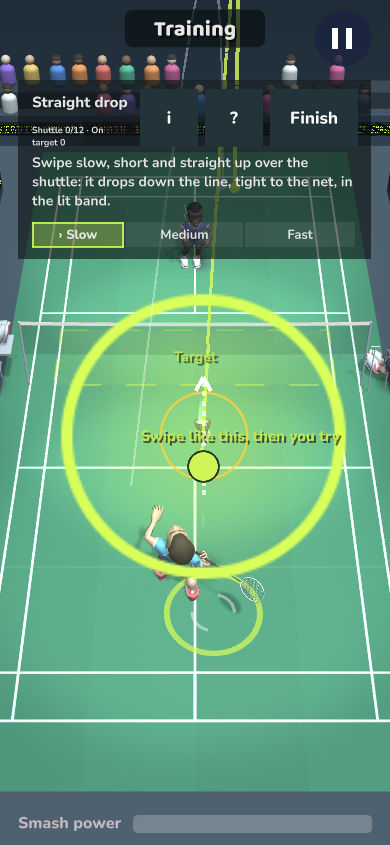 Training
Straight drop
i
?
Finish
Shuttle 0/12 · On
target 0
Swipe slow, short and straight up over the
shuttle: it drops down the line, tight to the net, in
the lit band.
› Slow
Medium
Fast
Target
Swipe like this, then you try
Smash power